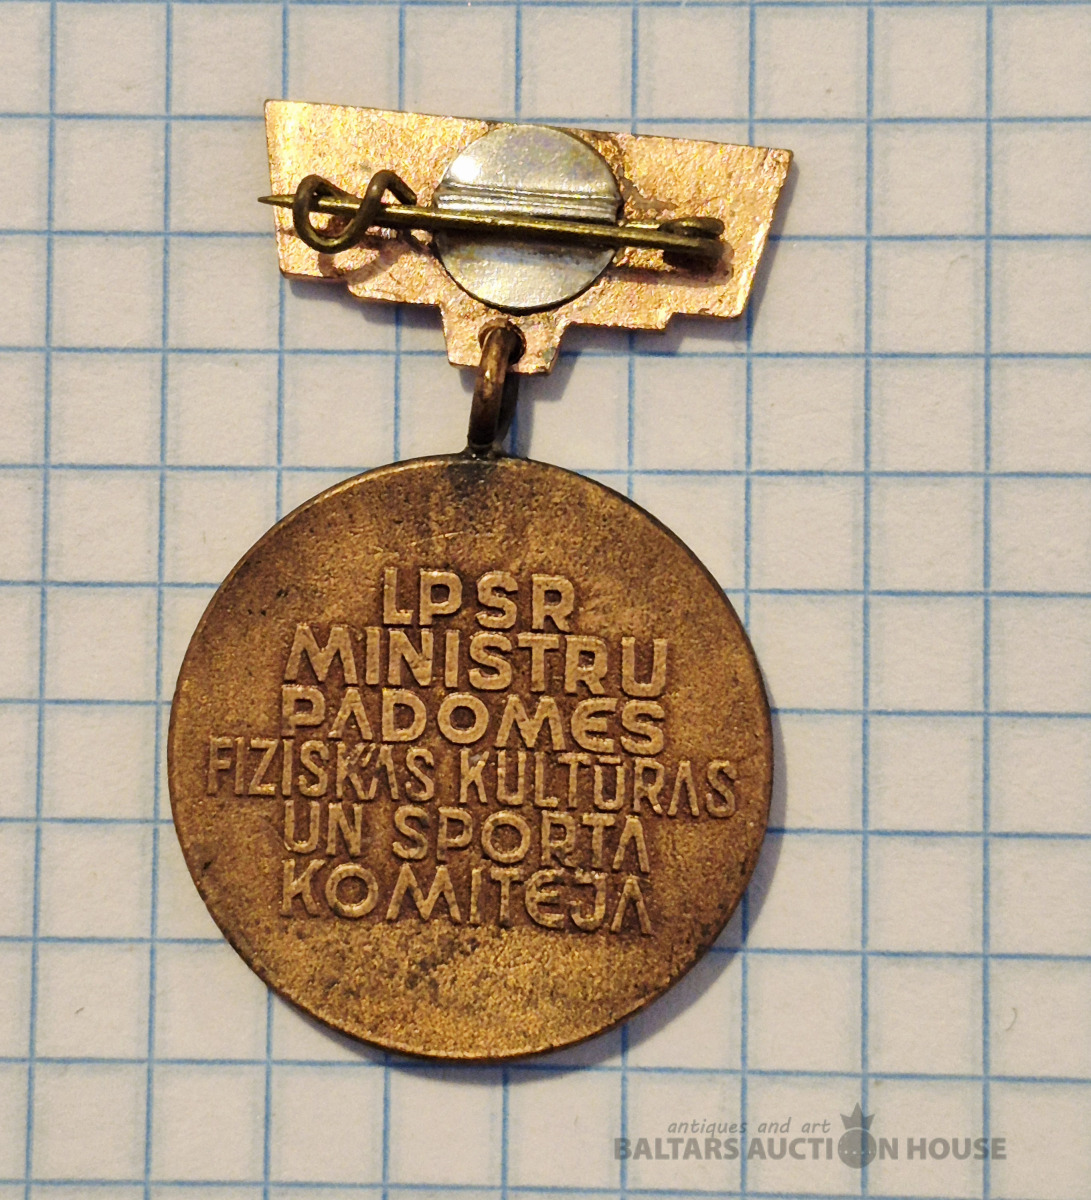 LPSR
MINISTRU
PADOMES
FIZISKĀS KULTŪRAS
UN SPORTA
KOMITEJA
antiques and art
BALTARS AUCTION HOUSE